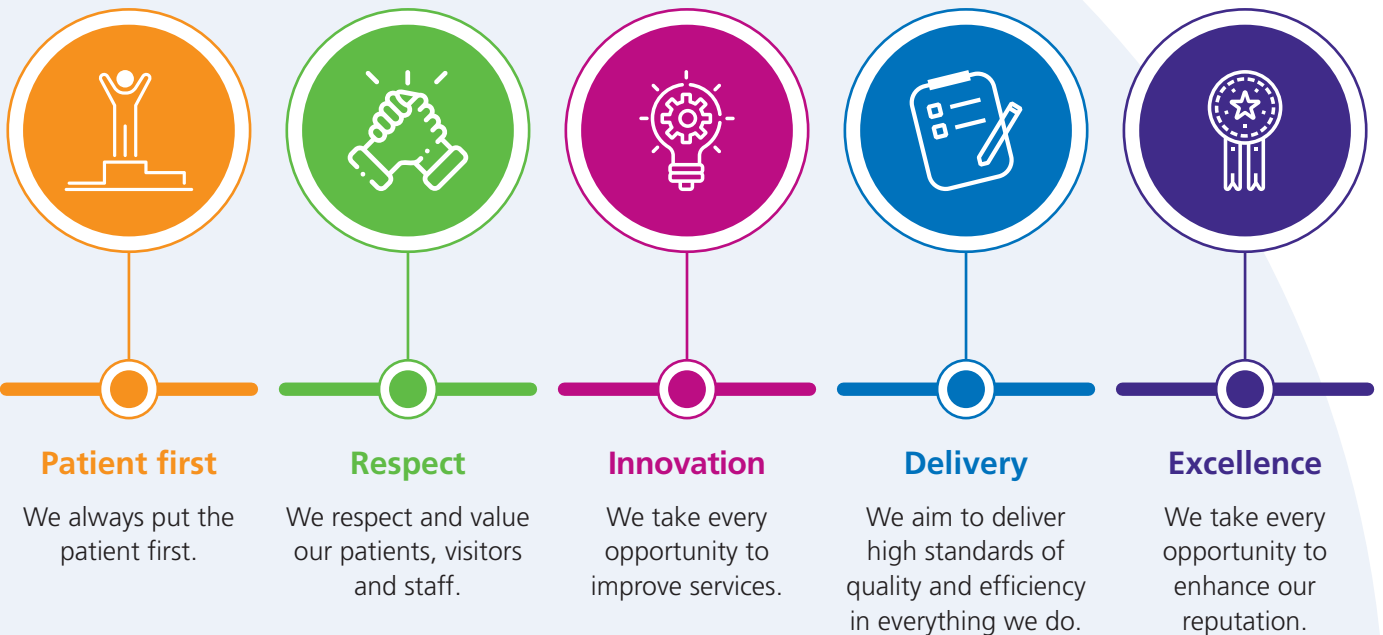 Patient first
We always put the
patient first.
Respect
We respect and value
our patients, visitors
and staff.
Innovation
We take every
opportunity to
improve services.
Delivery
We aim to deliver
high standards of
quality and efficiency
in everything we do.
Excellence
We take every
opportunity to
enhance our
reputation.